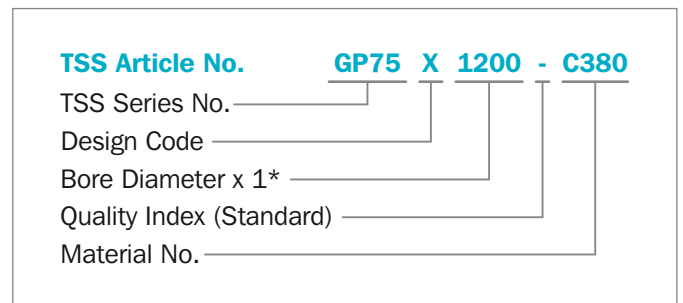 TSS Article No. GP75 X 1200 - C380
TSS Series No.
Design Code
Bore Diameter x 1*
Quality Index (Standard)
Material No.